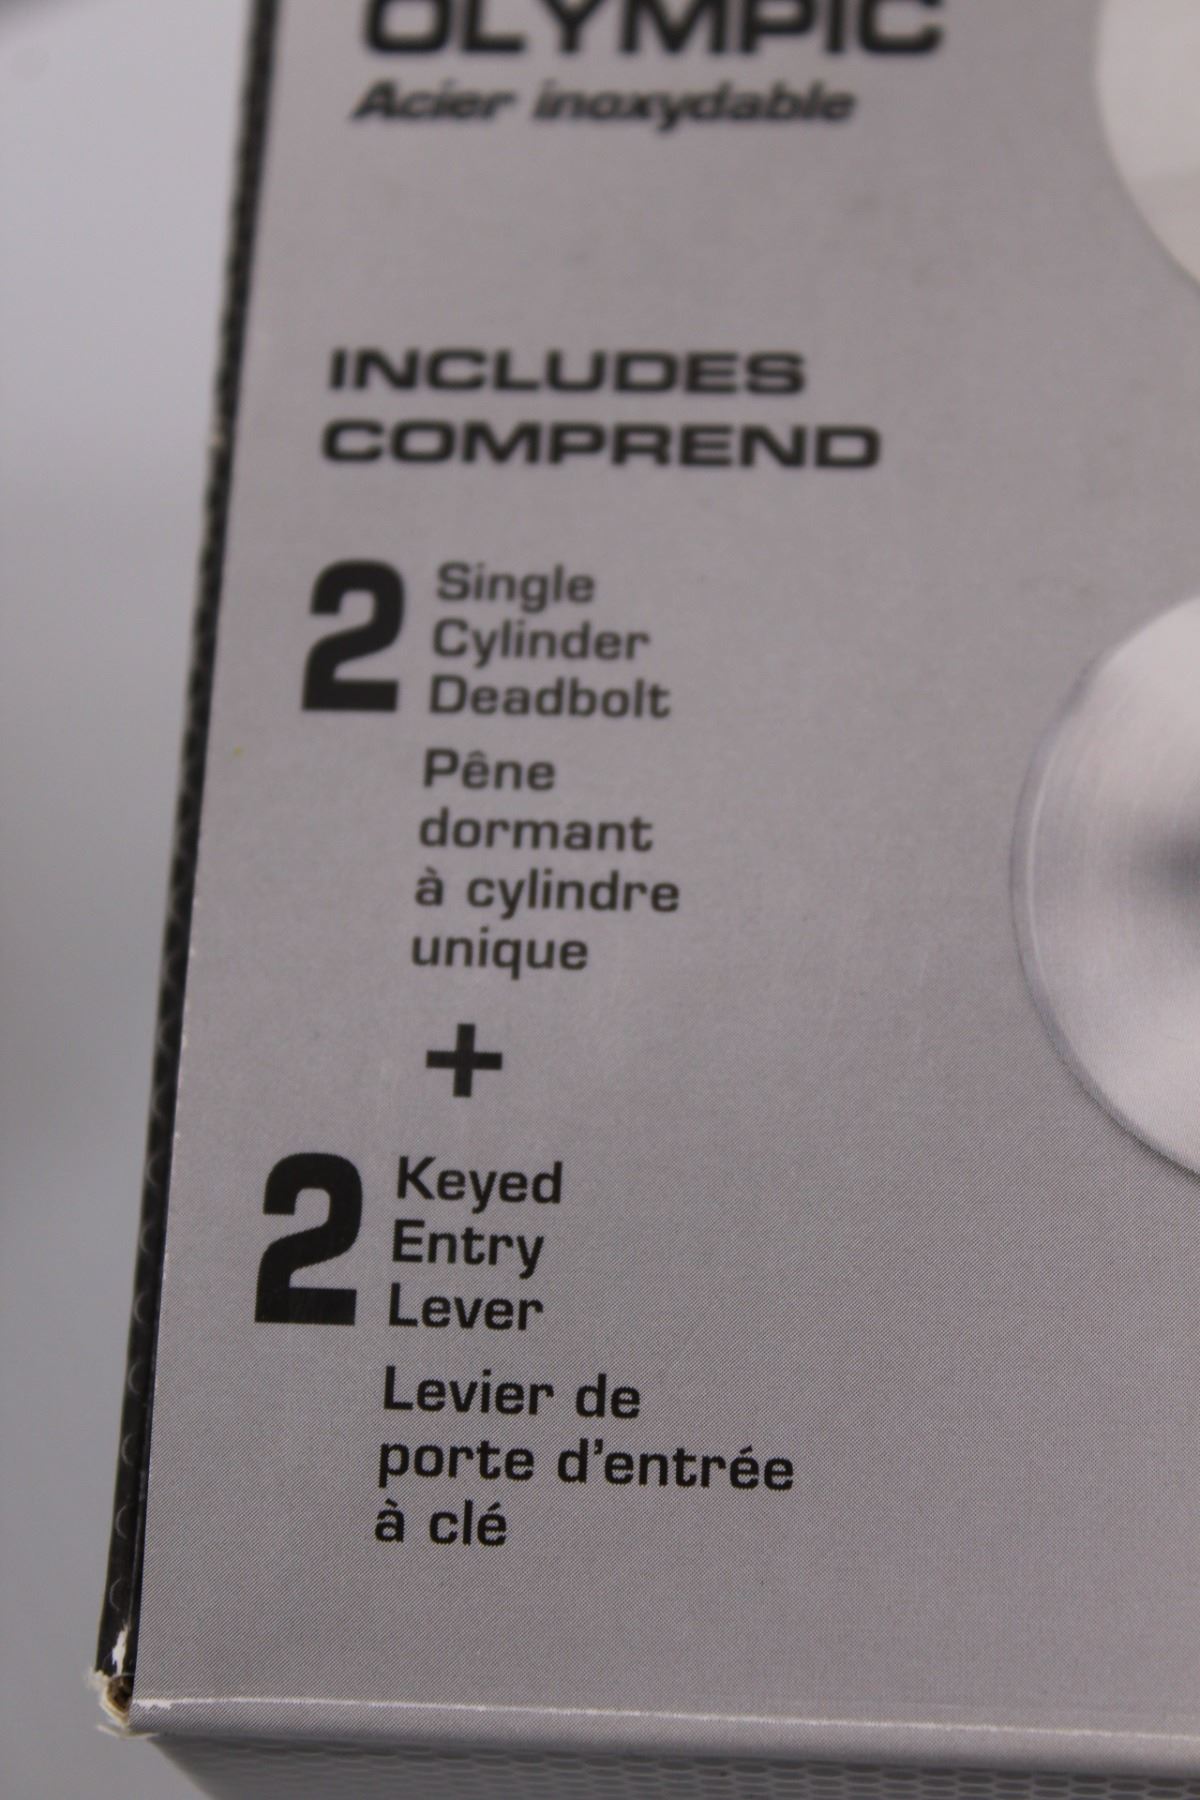 OLYMPIC
Acier inoxydable
INCLUDES
COMPREND
2 Single
Cylinder
Deadbolt
Pêne
dormant
à cylindre
unique
+
2 Keyed
Entry
Lever
Levier de
porte d'entrée
à clé